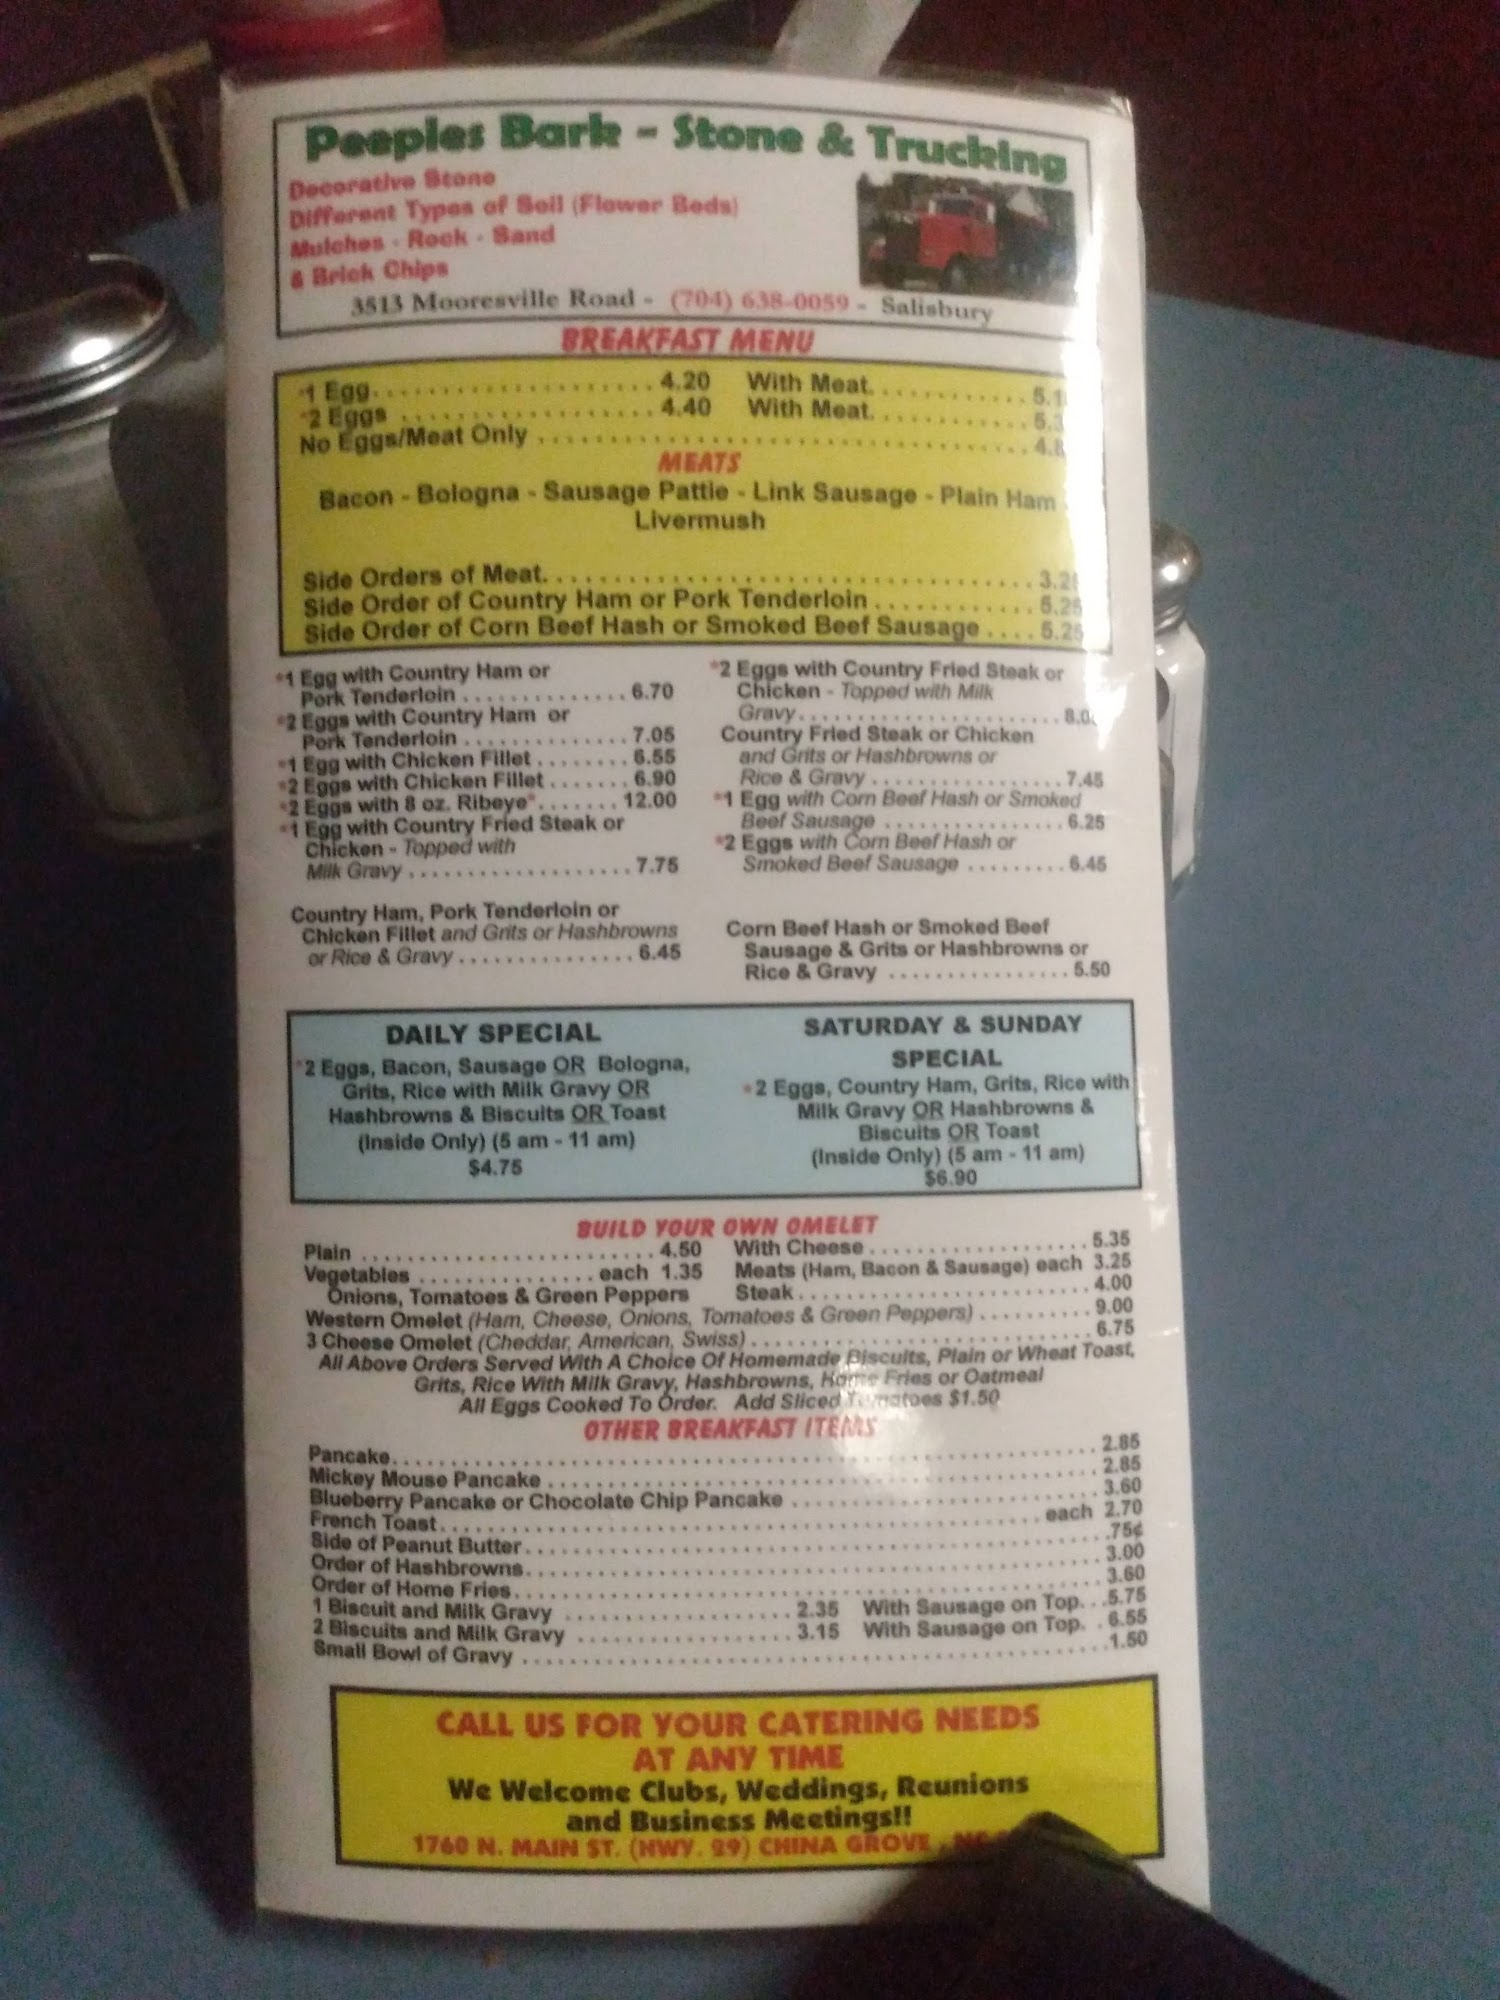 Peeples Bark - Stone & Trucking
Decorative Stone
Different Types of Soil (Flower Beds)
Mulches - Rock - Sand
& Brick Chips
3513 Mooresville Road - (704) 638-0059 - Salisbury
BREAKFAST MENU
*1 Egg.................... 4.20 With Meat............
*2 Eggs .................. 4.40 With Meat............
No Eggs/Meat Only ................................
MEATS
Bacon - Bologna - Sausage Pattie - Link Sausage - Plain Ham
Livermush
Side Orders of Meat................................
Side Order of Country Ham or Pork Tenderloin ............ 5.25
Side Order of Corn Beef Hash or Smoked Beef Sausage .... 5.25
*1 Egg with Country Ham or
Pork Tenderloin .............. 6.70
*2 Eggs with Country Ham or
Pork Tenderloin .............. 7.05
*1 Egg with Chicken Fillet ........ 6.55
*2 Eggs with Chicken Fillet ....... 6.90
*2 Eggs with 8 oz. Ribeye*....... 12.00
*1 Egg with Country Fried Steak or
Chicken - Topped with
Milk Gravy ................... 7.75
Country Ham, Pork Tenderloin or
Chicken Fillet and Grits or Hashbrowns
or Rice & Gravy ............... 6.45
*2 Eggs with Country Fried Steak or
Chicken - Topped with Milk
Gravy......................
Country Fried Steak or Chicken
and Grits or Hashbrowns or
Rice & Gravy ................ 7.45
*1 Egg with Corn Beef Hash or Smoked
Beef Sausage ................ 6.25
*2 Eggs with Corn Beef Hash or
Smoked Beef Sausage ......... 6.45
Corn Beef Hash or Smoked Beef
Sausage & Grits or Hashbrowns or
Rice & Gravy ................ 5.50
DAILY SPECIAL
*2 Eggs, Bacon, Sausage OR Bologna,
Grits, Rice with Milk Gravy OR
Hashbrowns & Biscuits OR Toast
(Inside Only) (5 am - 11 am)
$4.75
SATURDAY & SUNDAY
SPECIAL
*2 Eggs, Country Ham, Grits, Rice with
Milk Gravy OR Hashbrowns &
Biscuits OR Toast
(Inside Only) (5 am - 11 am)
$6.90
BUILD YOUR OWN OMELET
Plain ......................... 4.50 With Cheese................... 5.35
Vegetables ............... each 1.35 Meats (Ham, Bacon & Sausage) each 3.25
Onions, Tomatoes & Green Peppers Steak......................... 4.00
Western Omelet (Ham, Cheese, Onions, Tomatoes & Green Peppers) .......... 9.00
3 Cheese Omelet (Cheddar, American, Swiss) ............................. 6.75
All Above Orders Served With A Choice Of Homemade Biscuits, Plain or Wheat Toast,
Grits, Rice With Milk Gravy, Hashbrowns, Home Fries or Oatmeal
All Eggs Cooked To Order. Add Sliced Tomatoes $1.50
OTHER BREAKFAST ITEMS
Pancake............................................................ 2.85
Mickey Mouse Pancake ............................................... 2.85
Blueberry Pancake or Chocolate Chip Pancake .......................... 3.60
French Toast.................................................. each 2.70
Side of Peanut Butter................................................ .75¢
Order of Hashbrowns................................................ 3.00
Order of Home Fries................................................. 3.60
1 Biscuit and Milk Gravy ................... 2.35 With Sausage on Top. . .5.75
2 Biscuits and Milk Gravy .................. 3.15 With Sausage on Top. . 6.55
Small Bowl of Gravy ................................................. 1.50
CALL US FOR YOUR CATERING NEEDS
AT ANY TIME
We Welcome Clubs, Weddings, Reunions
and Business Meetings!!
1760 N. MAIN ST. (HWY. 29) CHINA GROVE, NC